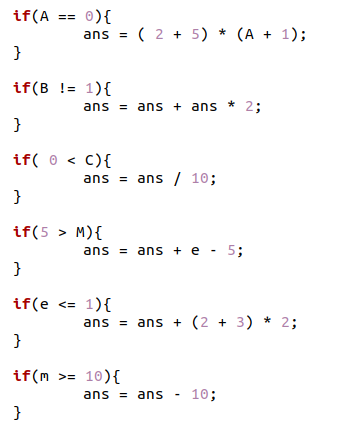 if(A == 0){
        ans = ( 2 + 5) * (A + 1);
}

if(B != 1){
        ans = ans + ans * 2;
}

if( 0 < C){
        ans = ans / 10;
}

if(5 > M){
        ans = ans + e - 5;
}

if(e <= 1){
        ans = ans + (2 + 3) * 2;
}

if(m >= 10){
        ans = ans - 10;
}